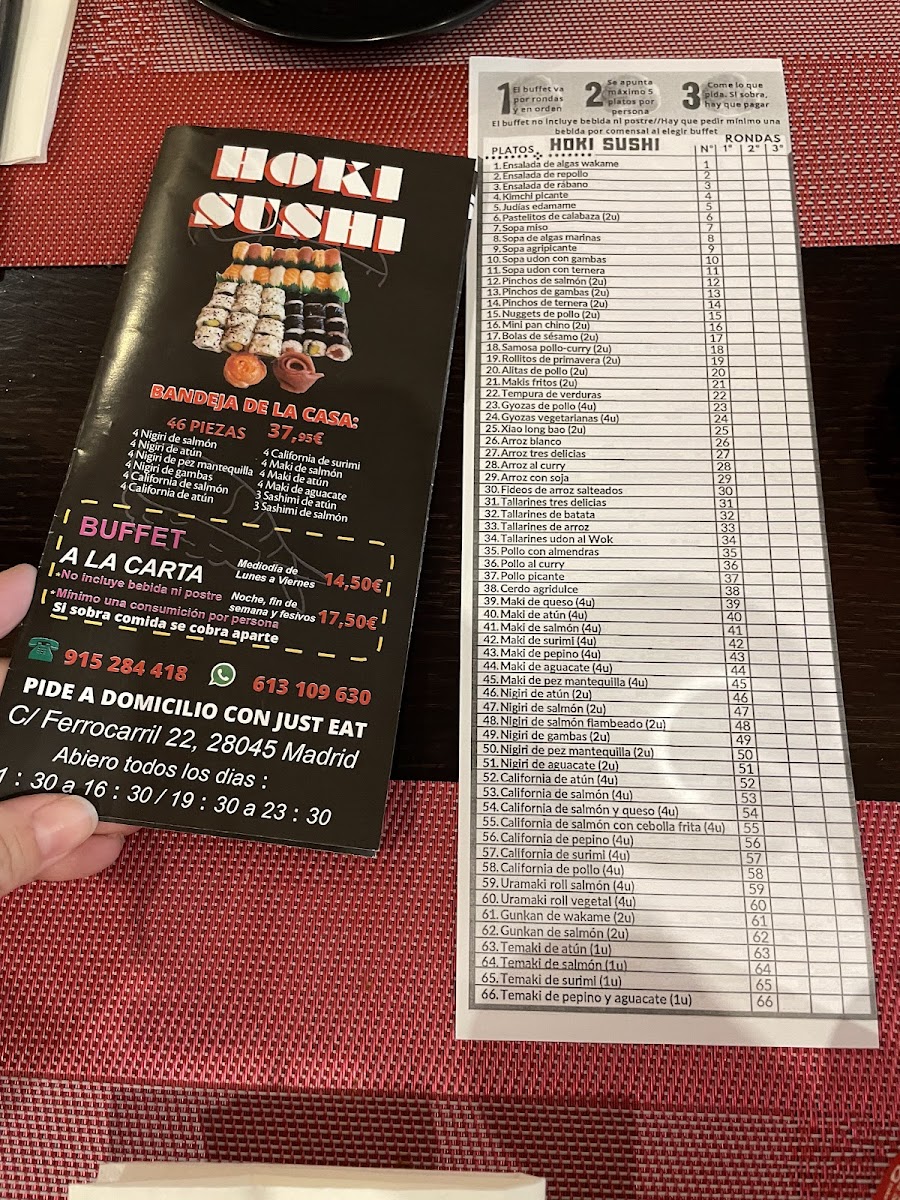 HOKI
SUSHI
BANDEJA DE LA CASA:
46 PIEZAS 37,95€
4 Nigiri de salmón
4 Nigiri de atún
4 Nigiri de pez mantequilla
4 Nigiri de gambas
4 California de salmón
4 California de atún
4 California de surimi
4 Maki de salmón
4 Maki de atún
4 Maki de aguacate
3 Sashimi de atún
3 Sashimi de salmón
BUFFET
A LA CARTA
*No incluye bebida ni postre
*Mínimo una consumición por persona
Si sobra comida se cobra aparte
Mediodía de
Lunes a Viernes 14,50€
Noche, fin de
semana y fesivos 17,50€
915 284 418 613 109 630
PIDE A DOMICILIO CON JUST EAT
C/ Ferrocarril 22, 28045 Madrid
Abiero todos los dias :
1 : 30 a 16 : 30 / 19 : 30 a 23 : 30
1 El buffet va
por rondas
y en orden
2 Se apunta
máximo 5
platos por
persona
3 Come lo que
pida. Si sobra,
hay que pagar
El buffet no incluye bebida ni postre//Hay que pedir mínimo una
bebida por comensal al elegir buffet
RONDAS
PLATOS HOKI SUSHI Nº 1º 2º 3º
1. Ensalada de algas wakame 1
2. Ensalada de repollo 2
3. Ensalada de rábano 3
4. Kimchi picante 4
5. Judías edamame 5
6. Pastelitos de calabaza (2u) 6
7. Sopa miso 7
8. Sopa de algas marinas 8
9. Sopa agripicante 9
10. Sopa udon con gambas 10
11. Sopa udon con ternera 11
12. Pinchos de salmón (2u) 12
13. Pinchos de gambas (2u) 13
14. Pinchos de ternera (2u) 14
15. Nuggets de pollo (2u) 15
16. Mini pan chino (2u) 16
17. Bolas de sésamo (2u) 17
18. Samosa pollo-curry (2u) 18
19. Rollitos de primavera (2u) 19
20. Alitas de pollo (2u) 20
21. Makis fritos (2u) 21
22. Tempura de verduras 22
23. Gyozas de pollo (4u) 23
24. Gyozas vegetarianas (4u) 24
25. Xiao long bao (2u) 25
26. Arroz blanco 26
27. Arroz tres delicias 27
28. Arroz al curry 28
29. Arroz con soja 29
30. Fideos de arroz salteados 30
31. Tallarines tres delicias 31
32. Tallarines de batata 32
33. Tallarines de arroz 33
34. Tallarines udon al Wok 34
35. Pollo con almendras 35
36. Pollo al curry 36
37. Pollo picante 37
38. Cerdo agridulce 38
39. Maki de queso (4u) 39
40. Maki de atún (4u) 40
41. Maki de salmón (4u) 41
42. Maki de surimi (4u) 42
43. Maki de pepino (4u) 43
44. Maki de aguacate (4u) 44
45. Maki de pez mantequilla (4u) 45
46. Nigiri de atún (2u) 46
47. Nigiri de salmón (2u) 47
48. Nigiri de salmón flambeado (2u) 48
49. Nigiri de gambas (2u) 49
50. Nigiri de pez mantequilla (2u) 50
51. Nigiri de aguacate (2u) 51
52. California de atún (4u) 52
53. California de salmón (4u) 53
54. California de salmón y queso (4u) 54
55. California de salmón con cebolla frita (4u) 55
56. California de pepino (4u) 56
57. California de surimi (4u) 57
58. California de pollo (4u) 58
59. Uramaki roll salmón (4u) 59
60. Uramaki roll vegetal (4u) 60
61. Gunkan de wakame (2u) 61
62. Gunkan de salmón (2u) 62
63. Temaki de atún (1u) 63
64. Temaki de salmón (1u) 64
65. Temaki de surimi (1u) 65
66. Temaki de pepino y aguacate (1u) 66